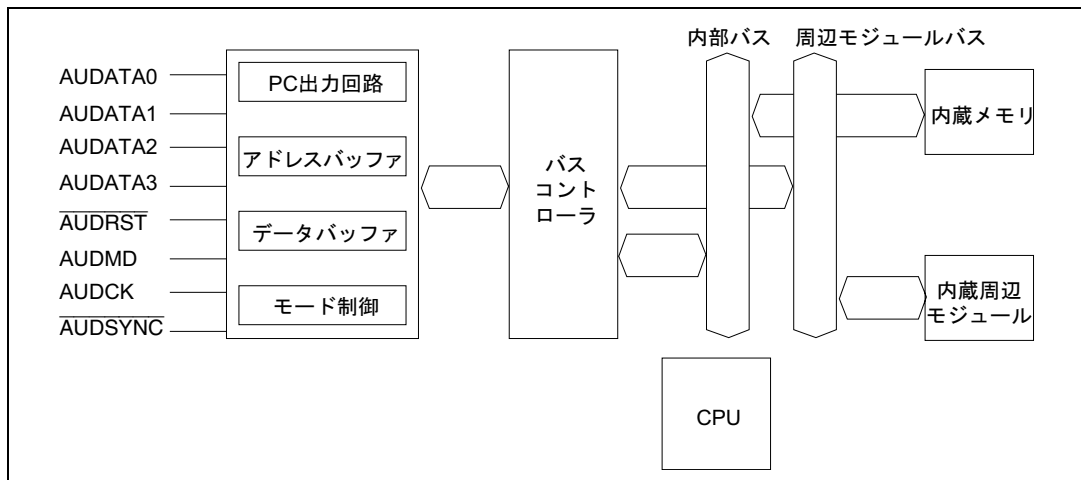 AUDATA0
AUDATA1
AUDATA2
AUDATA3
AUDRST
AUDMD
AUDCK
AUDSYNC
PC出力回路
アドレスバッファ
データバッファ
モード制御
バス
コント
ローラ
内部バス
周辺モジュールバス
内蔵メモリ
内蔵周辺
モジュール
CPU